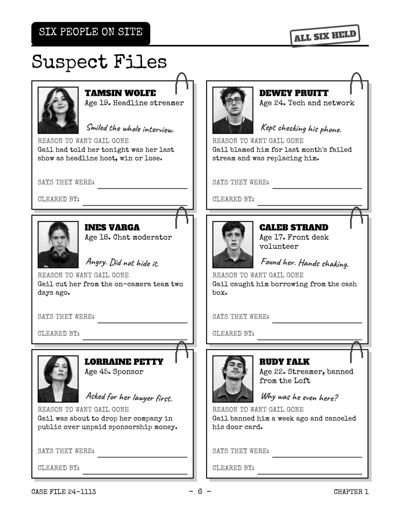 SIX PEOPLE ON SITE
ALL SIX HELD
Suspect Files
TAMSIN WOLFE
Age 19. Headline streamer
Smiled the whole interview.
REASON TO WANT GAIL GONE
Gail had told her tonight was her last
show as headline host, win or lose.
SAYS THEY WERE:
CLEARED BY:
DEWEY PRUITT
Age 24. Tech and network
Kept checking his phone.
REASON TO WANT GAIL GONE
Gail blamed him for last month's failed
stream and was replacing him.
SAYS THEY WERE:
CLEARED BY:
INES VARGA
Age 18. Chat moderator
Angry. Did not hide it.
REASON TO WANT GAIL GONE
Gail cut her from the on-camera team two
days ago.
SAYS THEY WERE:
CLEARED BY:
CALEB STRAND
Age 17. Front desk
volunteer
Found her. Hands shaking.
REASON TO WANT GAIL GONE
Gail caught him borrowing from the cash
box.
SAYS THEY WERE:
CLEARED BY:
LORRAINE PETTY
Age 45. Sponsor
Asked for her lawyer first.
REASON TO WANT GAIL GONE
Gail was about to drop her company in
public over unpaid sponsorship money.
SAYS THEY WERE:
CLEARED BY:
RUDY FALK
Age 22. Streamer, banned
from the Loft
Why was he even here?
REASON TO WANT GAIL GONE
Gail banned him a week ago and canceled
his door card.
SAYS THEY WERE:
CLEARED BY:
CASE FILE 24-1113
- 6 -
CHAPTER 1